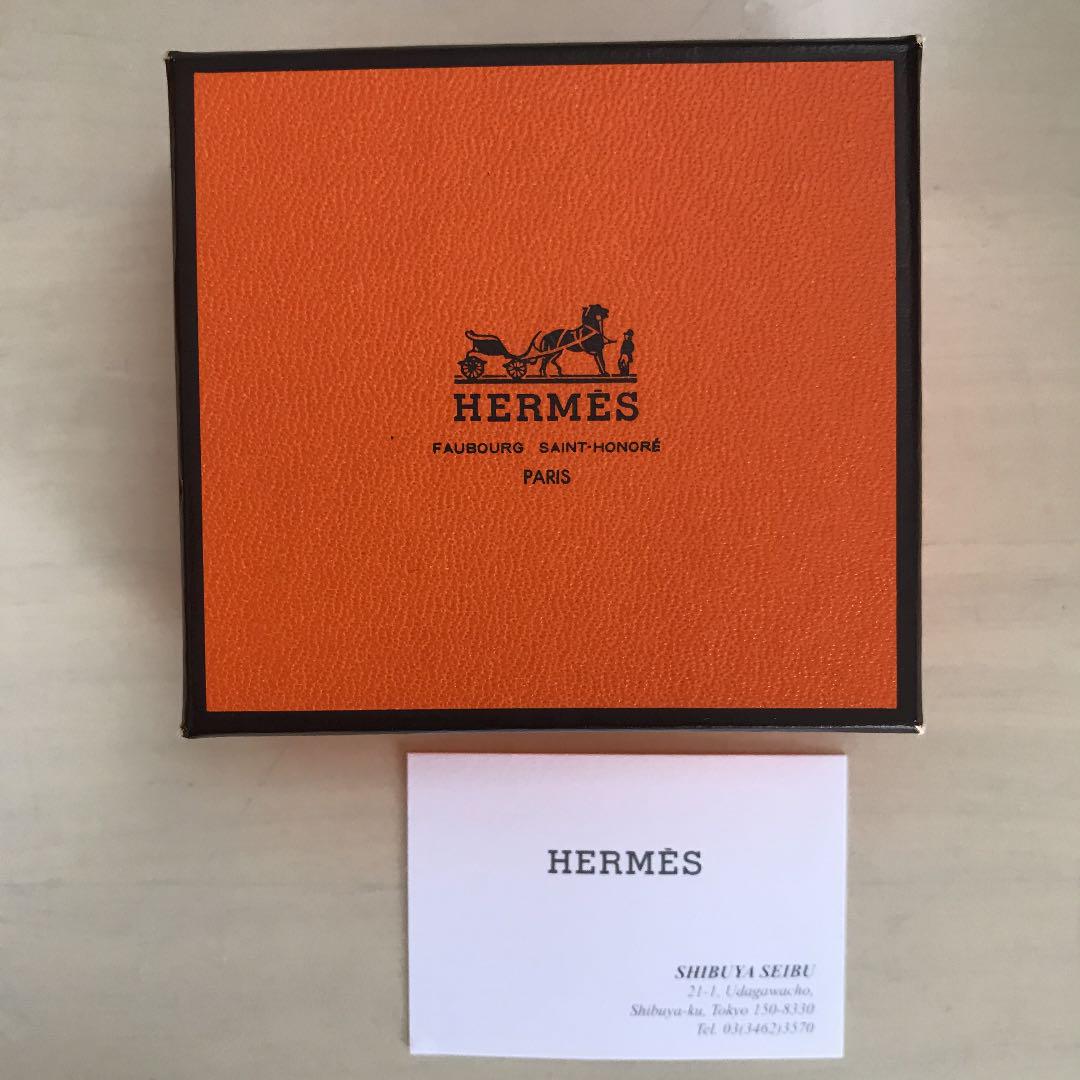 HERMÈS
FAUBOURG SAINT-HONORÉ
PARIS
HERMÈS
SHIBUYA SEIBU
21-1, Udagawacho,
Shibuya-ku, Tokyo 150-8330
Tel. 03(3462)3570